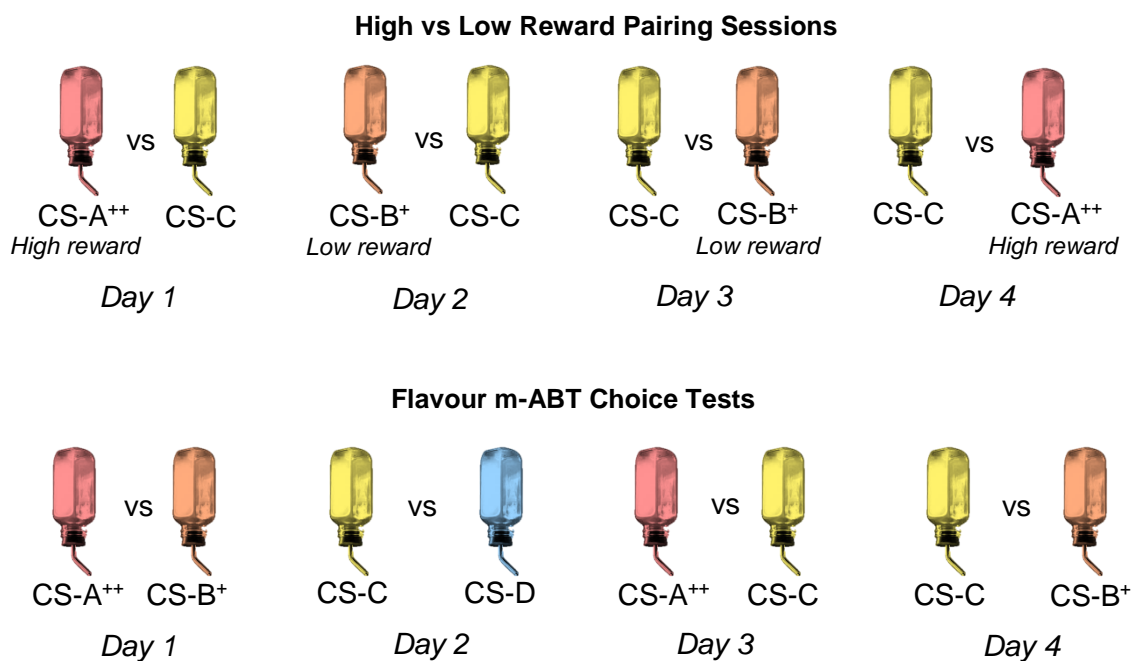 High vs Low Reward Pairing Sessions
vs vs vs vs
CS-A++ CS-C CS-B+ CS-C CS-C CS-B+ CS-C CS-A++
High reward Low reward Low reward High reward
Day 1 Day 2 Day 3 Day 4
Flavour m-ABT Choice Tests
vs vs vs vs
CS-A++ CS-B+ CS-C CS-D CS-A++ CS-C CS-C CS-B+
Day 1 Day 2 Day 3 Day 4